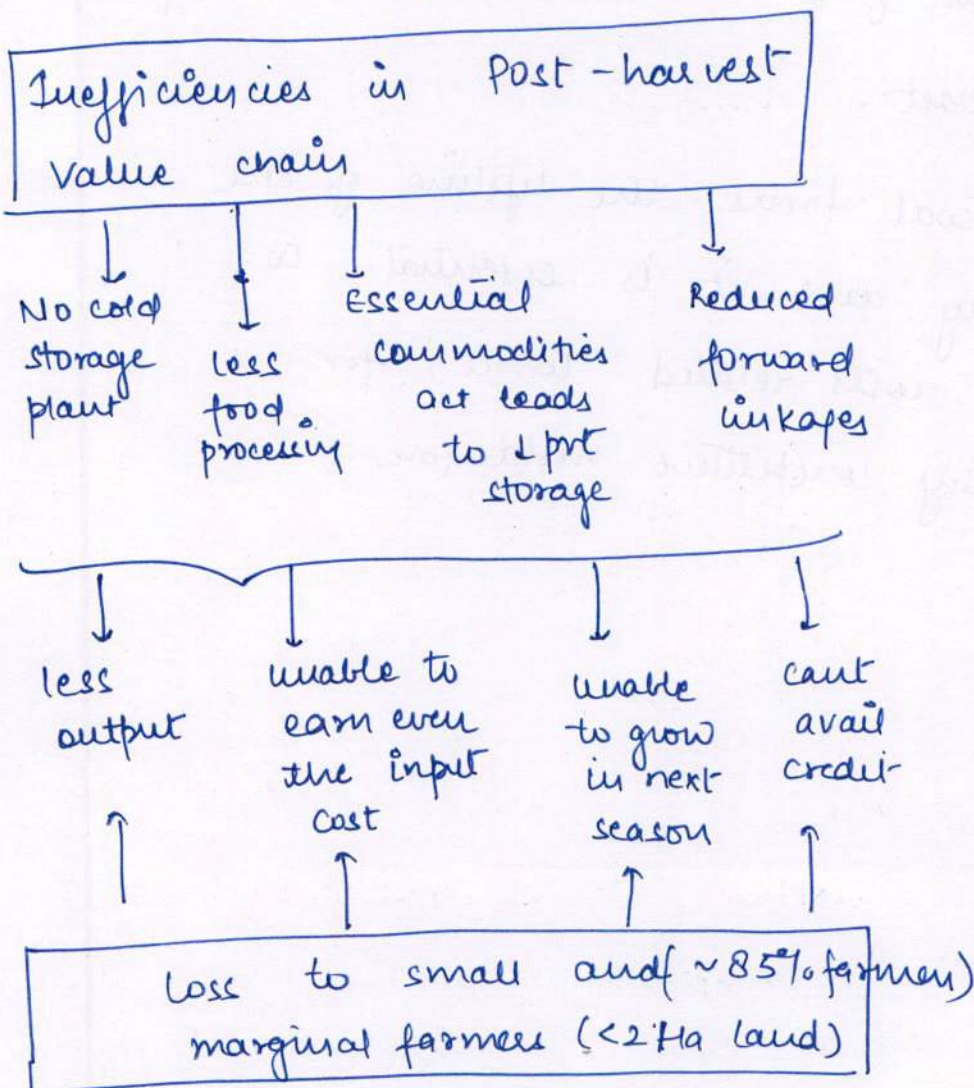 Inefficiencies in Post-harvest
Value chain
No cold
storage
plant
less
food
processing
Essential
commodities
act leads
to ↓ prt
storage
Reduced
forward
linkages
less
output
unable to
earn even
the input
cost
unable
to grow
in next
season
cant
avail
credit
Loss to small and (~85% farmers)
marginal farmers (<2 Ha land)